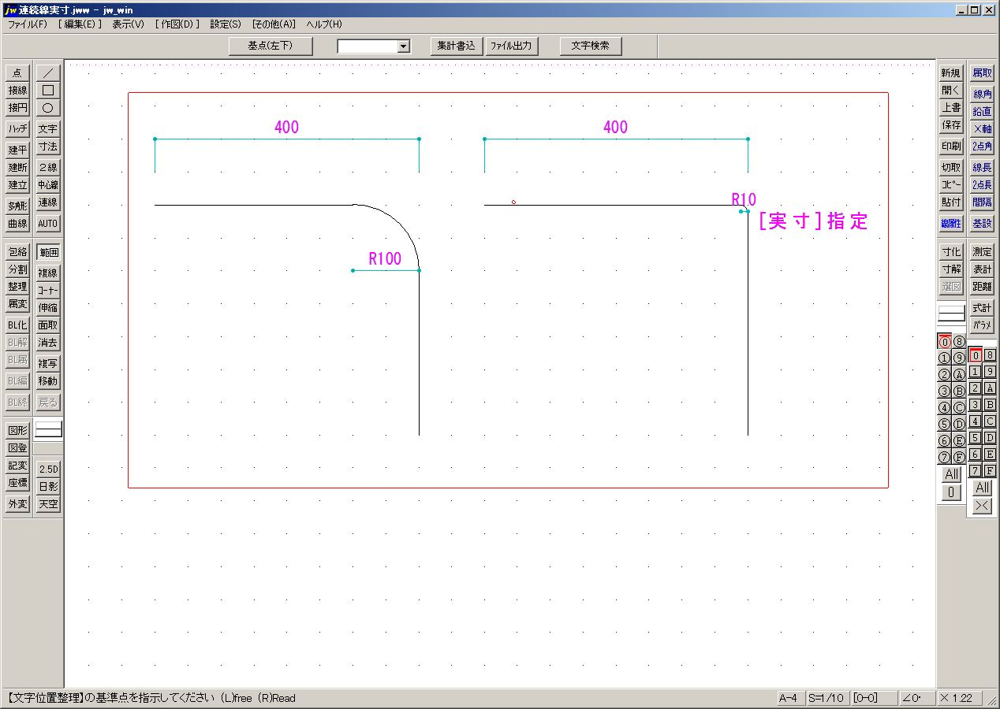 連続線実寸.jww - jw_win
ファイル(F) [編集(E)] 表示(V) [作図(D)] 設定(S) [その他(A)] ヘルプ(H)
基点(左下) 集計書込 ファイル出力 文字検索
点 ／
接線 □
接円 ○
ハッチ 文字
建平 寸法
建断 2線
建立 中心線
多角形 連線
曲線 AUTO
包絡 範囲
分割 複線
整理 コーナー
属変 伸縮
BL化 面取
BL解 消去
BL属 複写
BL編 移動
BL終 戻る
図形
図登
記変 2.5D
座標 日影
外変 天空
400 400
R10
[実寸]指定
R100
新規 属取
開く 線角
上書 鉛直
保存 X軸
印刷 2点角
切取 線長
コピー 2点長
貼付 間隔
線属性 基設
寸化 測定
寸解 表計
選図 距離
式計
パラメ
0 8
1 9
2 A
3 B
4 C
5 D
6 E
7 F
All
0
0 8
1 9
2 A
3 B
4 C
5 D
6 E
7 F
All
×
【文字位置整理】の基準点を指示してください (L)free (R)Read
A-4 S=1/10 [0-0] ∠0 × 1.22